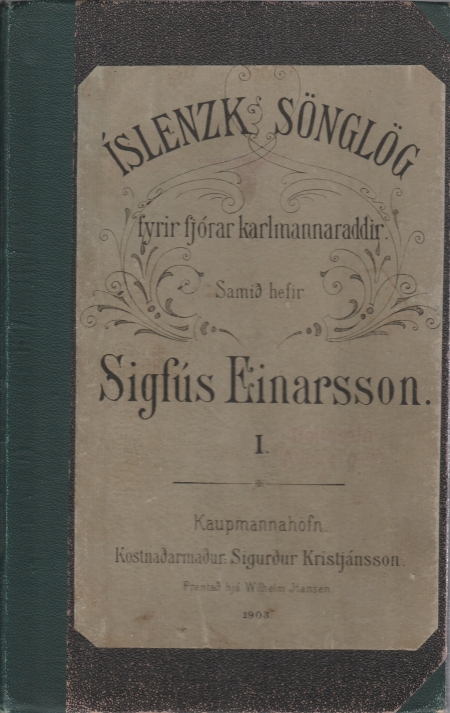 ÍSLENZK SÖNGLÖG
fyrir fjórar karlmannaraddir.
Samið hefir
Sigfús Einarsson.
I.
Kaupmannahöfn.
Kostnaðarmaður: Sigurður Kristjánsson.
Prentað hjá Wilhelm Hansen.
1903.